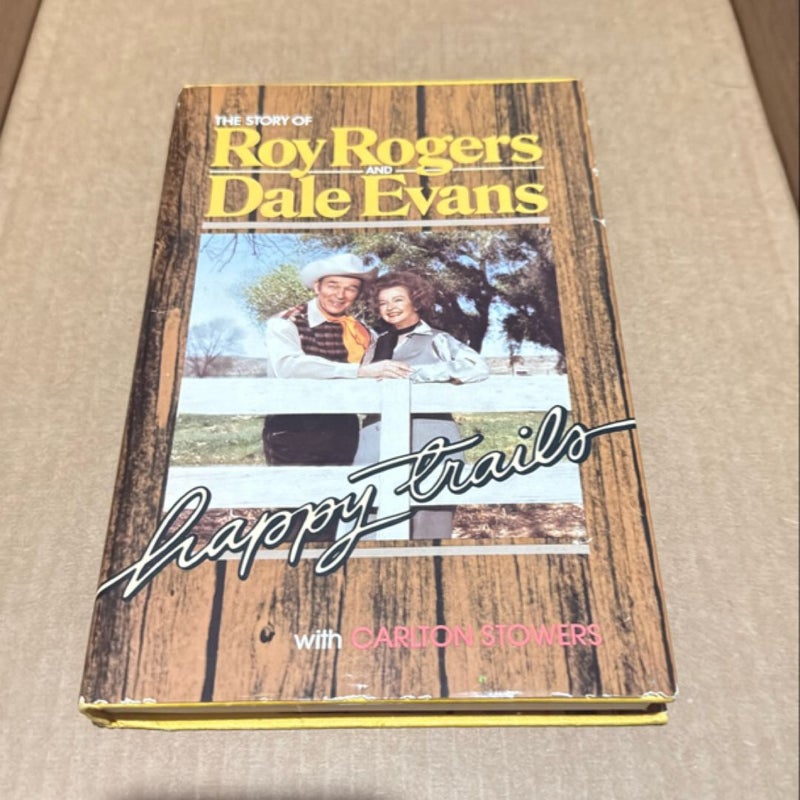 THE STORY OF
Roy Rogers
AND
Dale Evans
happy trails
with CARLTON STOWERS